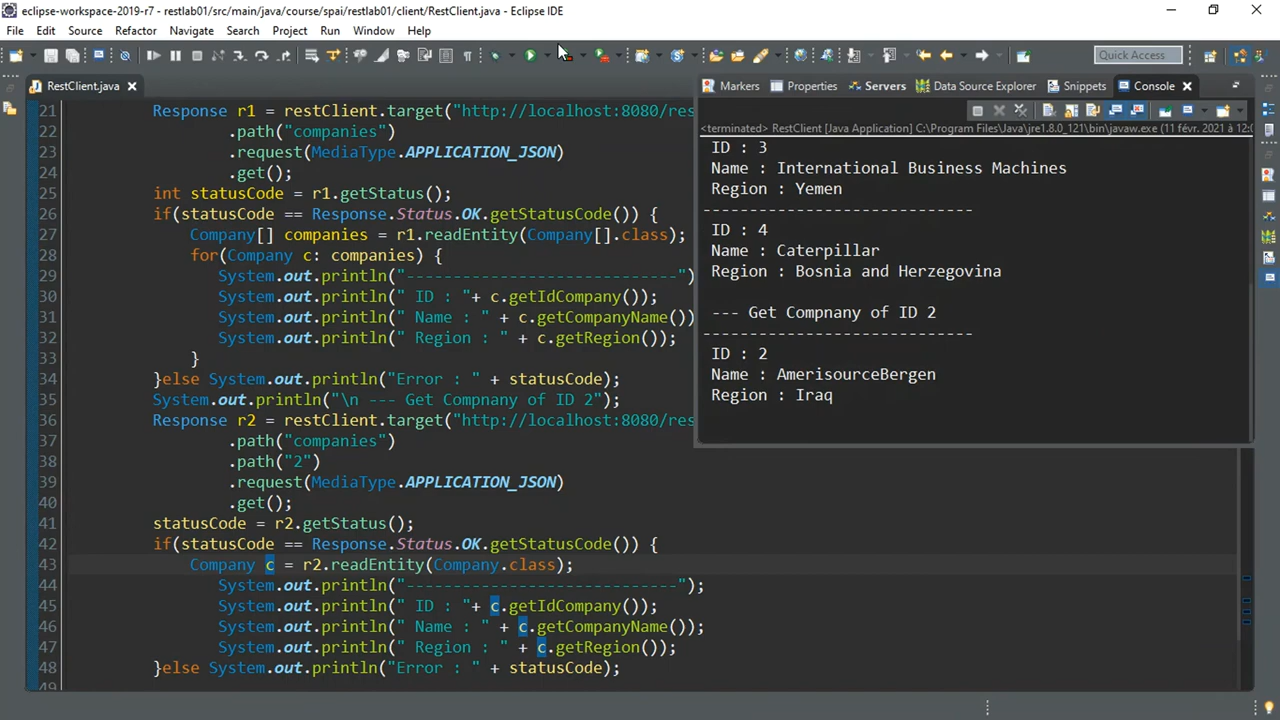 eclipse-workspace-2019-r7 - restlab01/src/main/java/course/spai/restlab01/client/RestClient.java - Eclipse IDE
File Edit Source Refactor Navigate Search Project Run Window Help
Quick Access
RestClient.java
21 Response r1 = restClient.target("http://localhost:8080/res
22 .path("companies")
23 .request(MediaType.APPLICATION_JSON)
24 .get();
25 int statusCode = r1.getStatus();
26 if(statusCode == Response.Status.OK.getStatusCode()) {
27 Company[] companies = r1.readEntity(Company[].class);
28 for(Company c: companies) {
29 System.out.println("-----------------------------")
30 System.out.println(" ID : "+ c.getIdCompany());
31 System.out.println(" Name : " + c.getCompanyName())
32 System.out.println(" Region : " + c.getRegion());
33 }
34 }else System.out.println("Error : " + statusCode);
35 System.out.println("\n --- Get Compnany of ID 2");
36 Response r2 = restClient.target("http://localhost:8080/res
37 .path("companies")
38 .path("2")
39 .request(MediaType.APPLICATION_JSON)
40 .get();
41 statusCode = r2.getStatus();
42 if(statusCode == Response.Status.OK.getStatusCode()) {
43 Company c = r2.readEntity(Company.class);
44 System.out.println("-----------------------------");
45 System.out.println(" ID : "+ c.getIdCompany());
46 System.out.println(" Name : " + c.getCompanyName());
47 System.out.println(" Region : " + c.getRegion());
48 }else System.out.println("Error : " + statusCode);
49
Markers Properties Servers Data Source Explorer Snippets Console
<terminated> RestClient [Java Application] C:\Program Files\Java\jre1.8.0_121\bin\javaw.exe (11 févr. 2021 à 12:0
ID : 3
Name : International Business Machines
Region : Yemen
-----------------------------
ID : 4
Name : Caterpillar
Region : Bosnia and Herzegovina
--- Get Compnany of ID 2
-----------------------------
ID : 2
Name : AmerisourceBergen
Region : Iraq